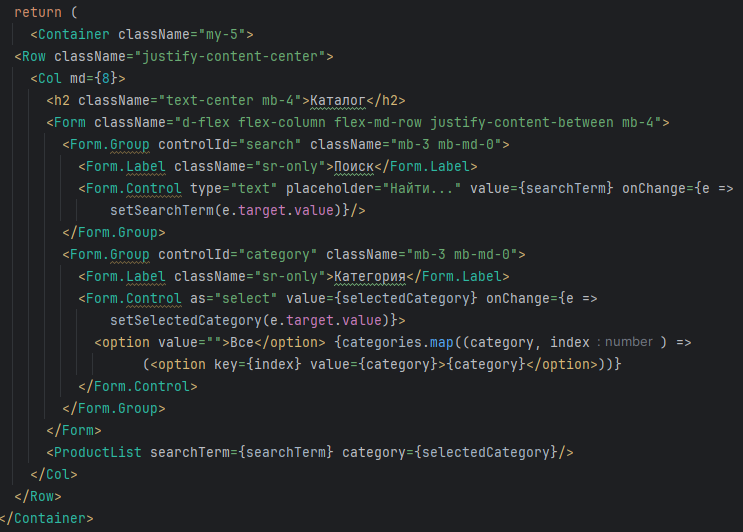 return (
<Container className="my-5">
<Row className="justify-content-center">
<Col md={8}>
<h2 className="text-center mb-4">Каталог</h2>
<Form className="d-flex flex-column flex-md-row justify-content-between mb-4">
<Form.Group controlId="search" className="mb-3 mb-md-0">
<Form.Label className="sr-only">Поиск</Form.Label>
<Form.Control type="text" placeholder="Найти..." value={searchTerm} onChange={e =>
setSearchTerm(e.target.value)}/>
</Form.Group>
<Form.Group controlId="category" className="mb-3 mb-md-0">
<Form.Label className="sr-only">Категория</Form.Label>
<Form.Control as="select" value={selectedCategory} onChange={e =>
setSelectedCategory(e.target.value)}>
<option value="">Все</option> {categories.map((category, index : number ) =>
(<option key={index} value={category}>{category}</option>))}
</Form.Control>
</Form.Group>
</Form>
<ProductList searchTerm={searchTerm} category={selectedCategory}/>
</Col>
</Row>
</Container>